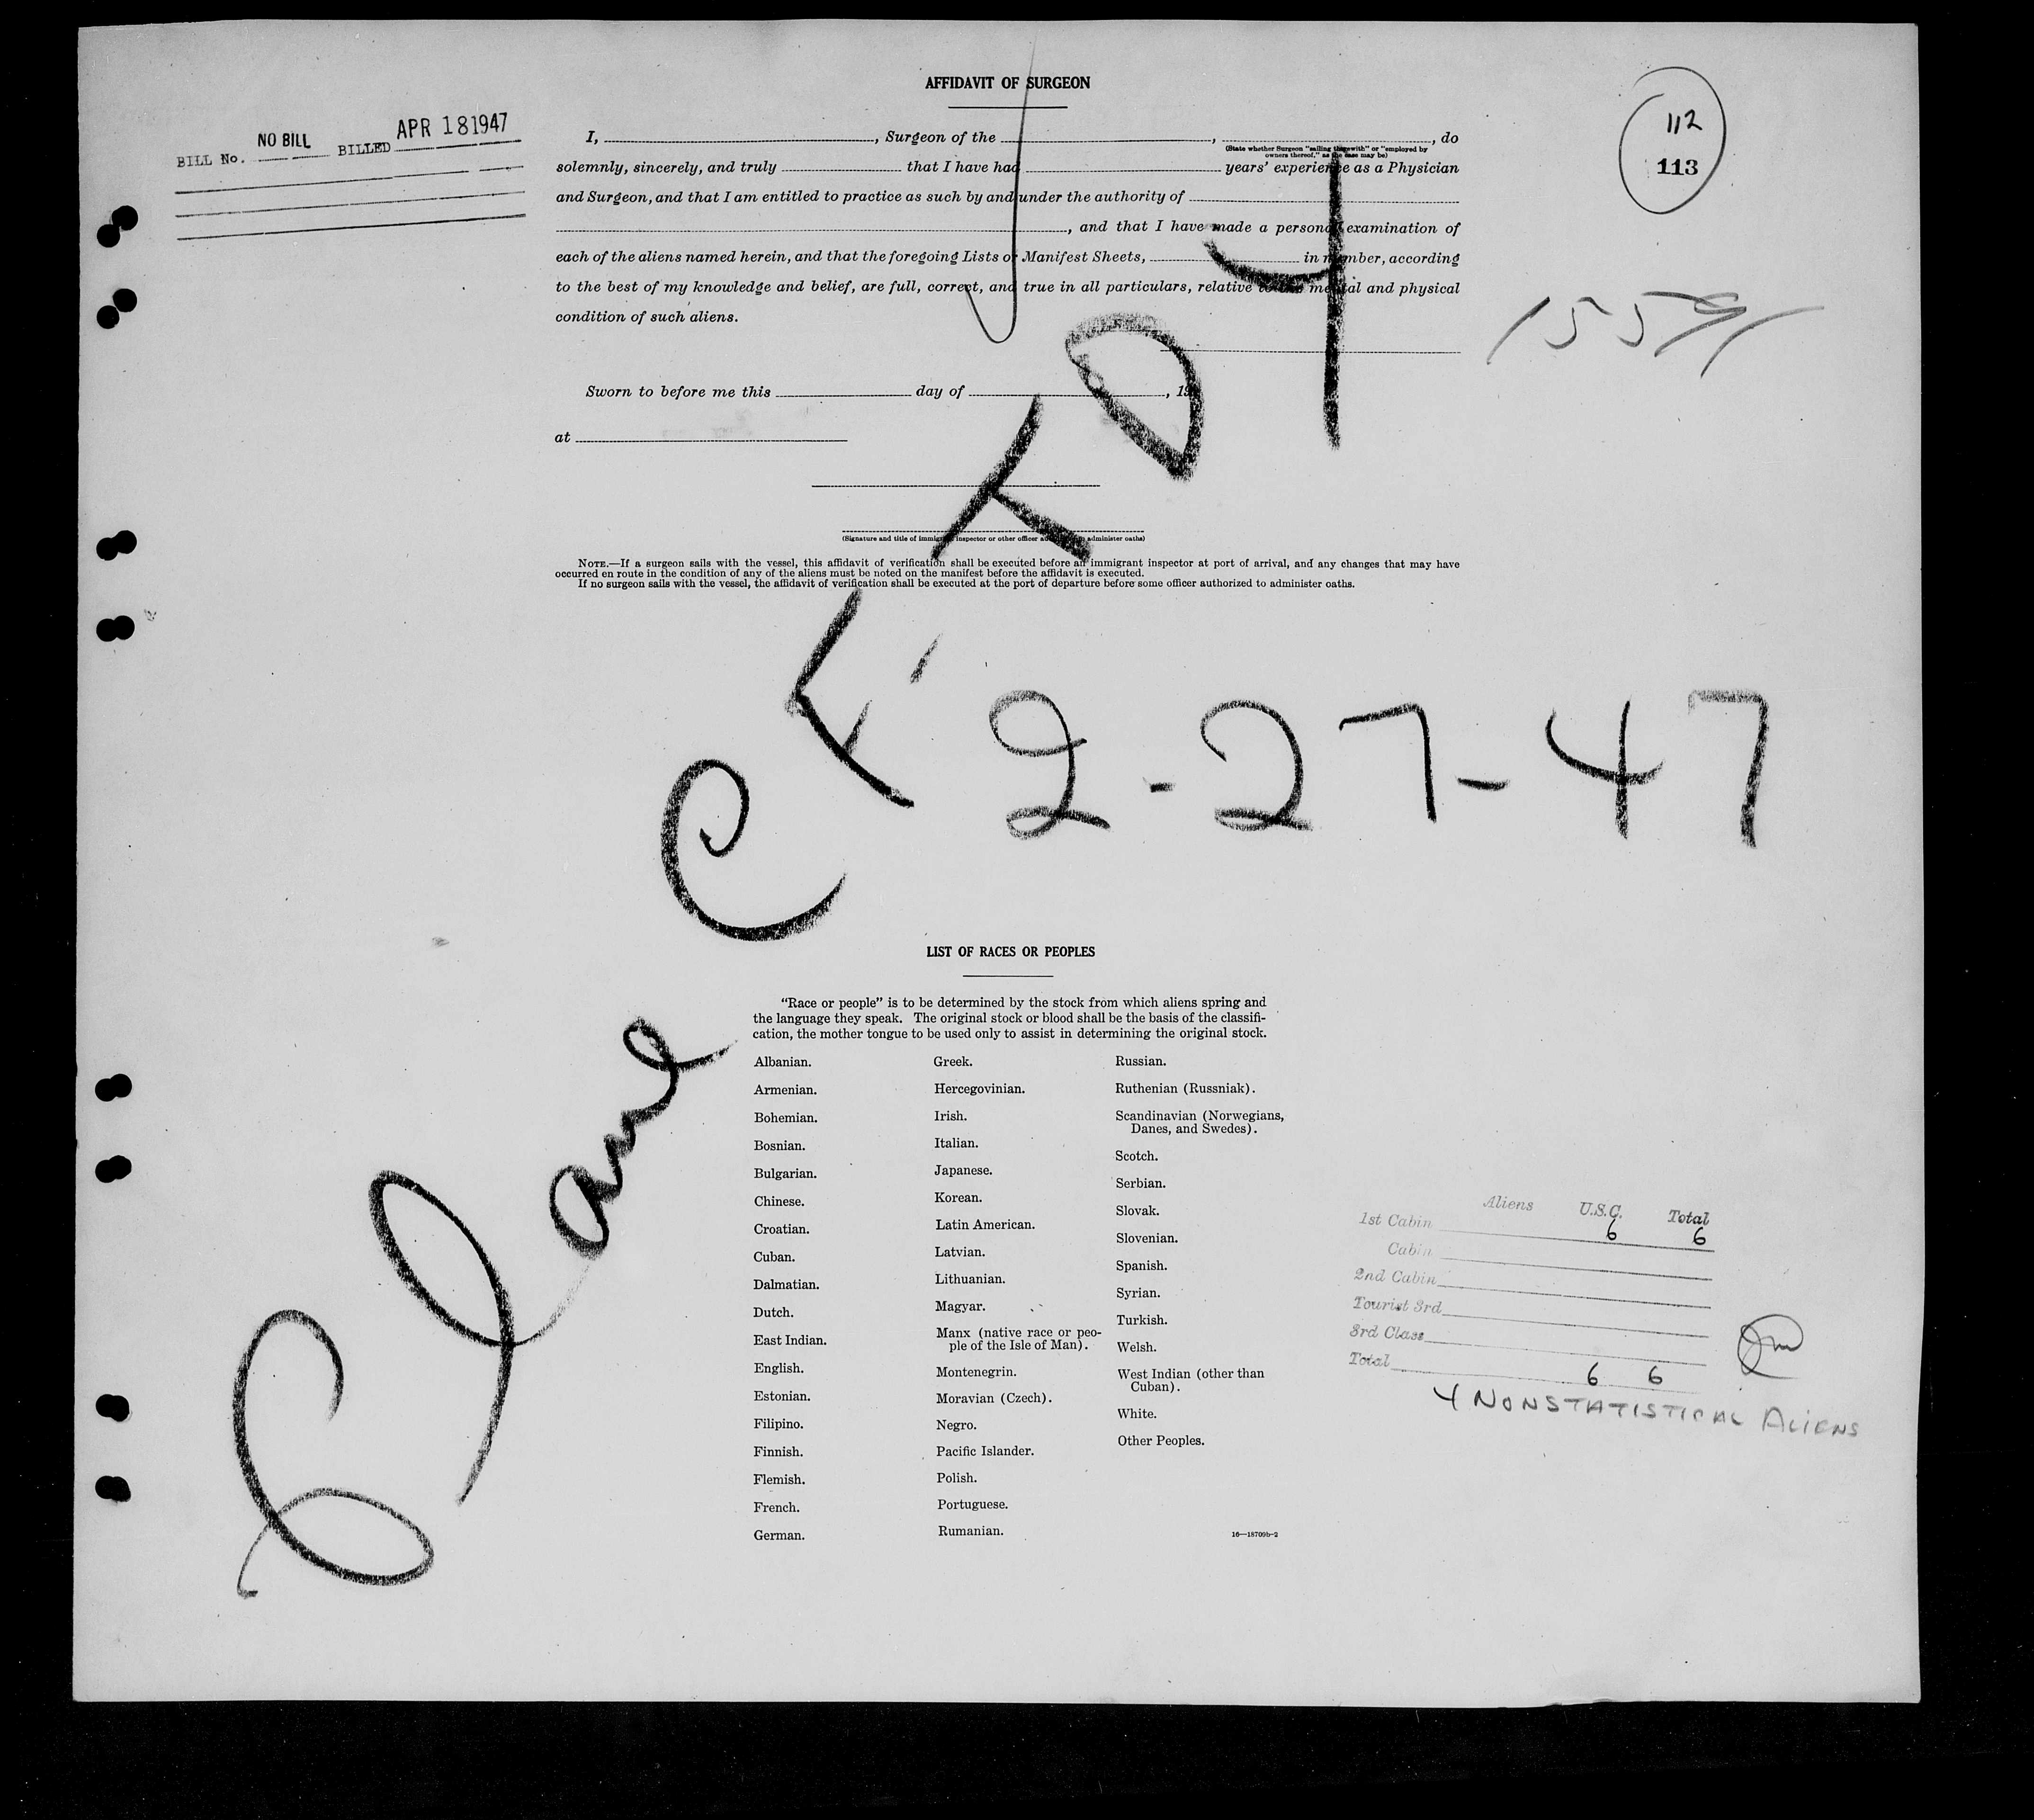 AFFIDAVIT OF SURGEON
BILL No. NO BILL BILLED APR 18 1947
112
113
I, , Surgeon of the , , do
(State whether Surgeon "sailing therewith" or "employed by
owners thereof," as the case may be)
solemnly, sincerely, and truly that I have had years' experience as a Physician
and Surgeon, and that I am entitled to practice as such by and under the authority of
, and that I have made a personal examination of
each of the aliens named herein, and that the foregoing Lists or Manifest Sheets, in number, according
to the best of my knowledge and belief, are full, correct, and true in all particulars, relative to the mental and physical
condition of such aliens.
Sworn to before me this day of , 19
at
(Signature and title of immigrant inspector or other officer authorized to administer oaths)
NOTE.—If a surgeon sails with the vessel, this affidavit of verification shall be executed before an immigrant inspector at port of arrival, and any changes that may have
occurred en route in the condition of any of the aliens must be noted on the manifest before the affidavit is executed.
If no surgeon sails with the vessel, the affidavit of verification shall be executed at the port of departure before some officer authorized to administer oaths.
2-27-47
LIST OF RACES OR PEOPLES
"Race or people" is to be determined by the stock from which aliens spring and
the language they speak. The original stock or blood shall be the basis of the classifi-
cation, the mother tongue to be used only to assist in determining the original stock.
Albanian.
Armenian.
Bohemian.
Bosnian.
Bulgarian.
Chinese.
Croatian.
Cuban.
Dalmatian.
Dutch.
East Indian.
English.
Estonian.
Filipino.
Finnish.
Flemish.
French.
German.
Greek.
Hercegovinian.
Irish.
Italian.
Japanese.
Korean.
Latin American.
Latvian.
Lithuanian.
Magyar.
Manx (native race or peo-
ple of the Isle of Man).
Montenegrin.
Moravian (Czech).
Negro.
Pacific Islander.
Polish.
Portuguese.
Rumanian.
Russian.
Ruthenian (Russniak).
Scandinavian (Norwegians,
Danes, and Swedes).
Scotch.
Serbian.
Slovak.
Slovenian.
Spanish.
Syrian.
Turkish.
Welsh.
West Indian (other than
Cuban).
White.
Other Peoples.
16—18709b-2
Aliens U.S.C. Total
1st Cabin 6 6
Cabin
2nd Cabin
Tourist 3rd
3rd Class
Total 6 6
4 NONSTATISTICAL ALIENS